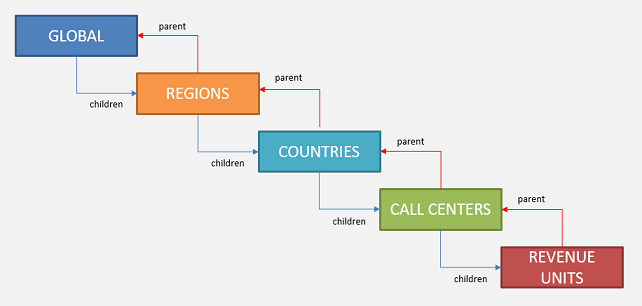 GLOBAL
parent
children
REGIONS
parent
children
COUNTRIES
parent
children
CALL CENTERS
parent
children
REVENUE
UNITS